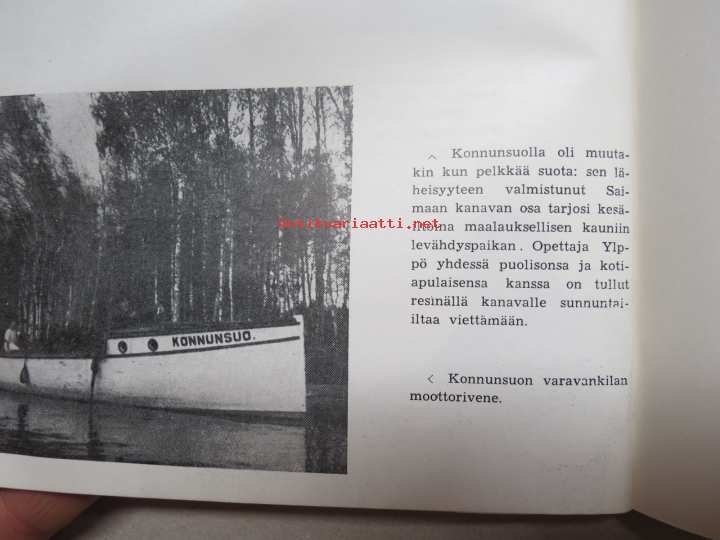 ^ Konnunsuolla oli muuta-
kin kun pelkkää suota: sen lä-
heisyyteen valmistunut Sai-
maan kanavan osa tarjosi kesä-
iltoina maalauksellisen kauniin
levähdyspaikan. Opettaja Ylp-
pö yhdessä puolisonsa ja koti-
apulaisensa kanssa on tullut
resinällä kanavalle sunnuntai-
iltaa viettämään.
< Konnunsuon varavankilan
moottorivene.
KONNUNSUO.
antikvariaatti.net